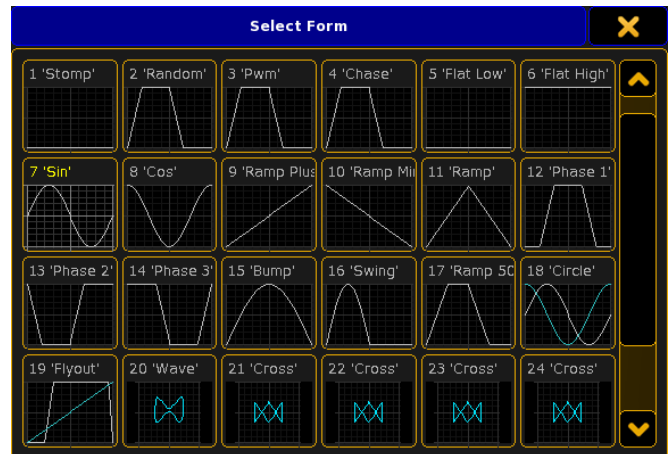 Select Form
1 'Stomp'
2 'Random'
3 'Pwm'
4 'Chase'
5 'Flat Low'
6 'Flat High'
7 'Sin'
8 'Cos'
9 'Ramp Plus
10 'Ramp Mi
11 'Ramp'
12 'Phase 1'
13 'Phase 2'
14 'Phase 3'
15 'Bump'
16 'Swing'
17 'Ramp 50
18 'Circle'
19 'Flyout'
20 'Wave'
21 'Cross'
22 'Cross'
23 'Cross'
24 'Cross'